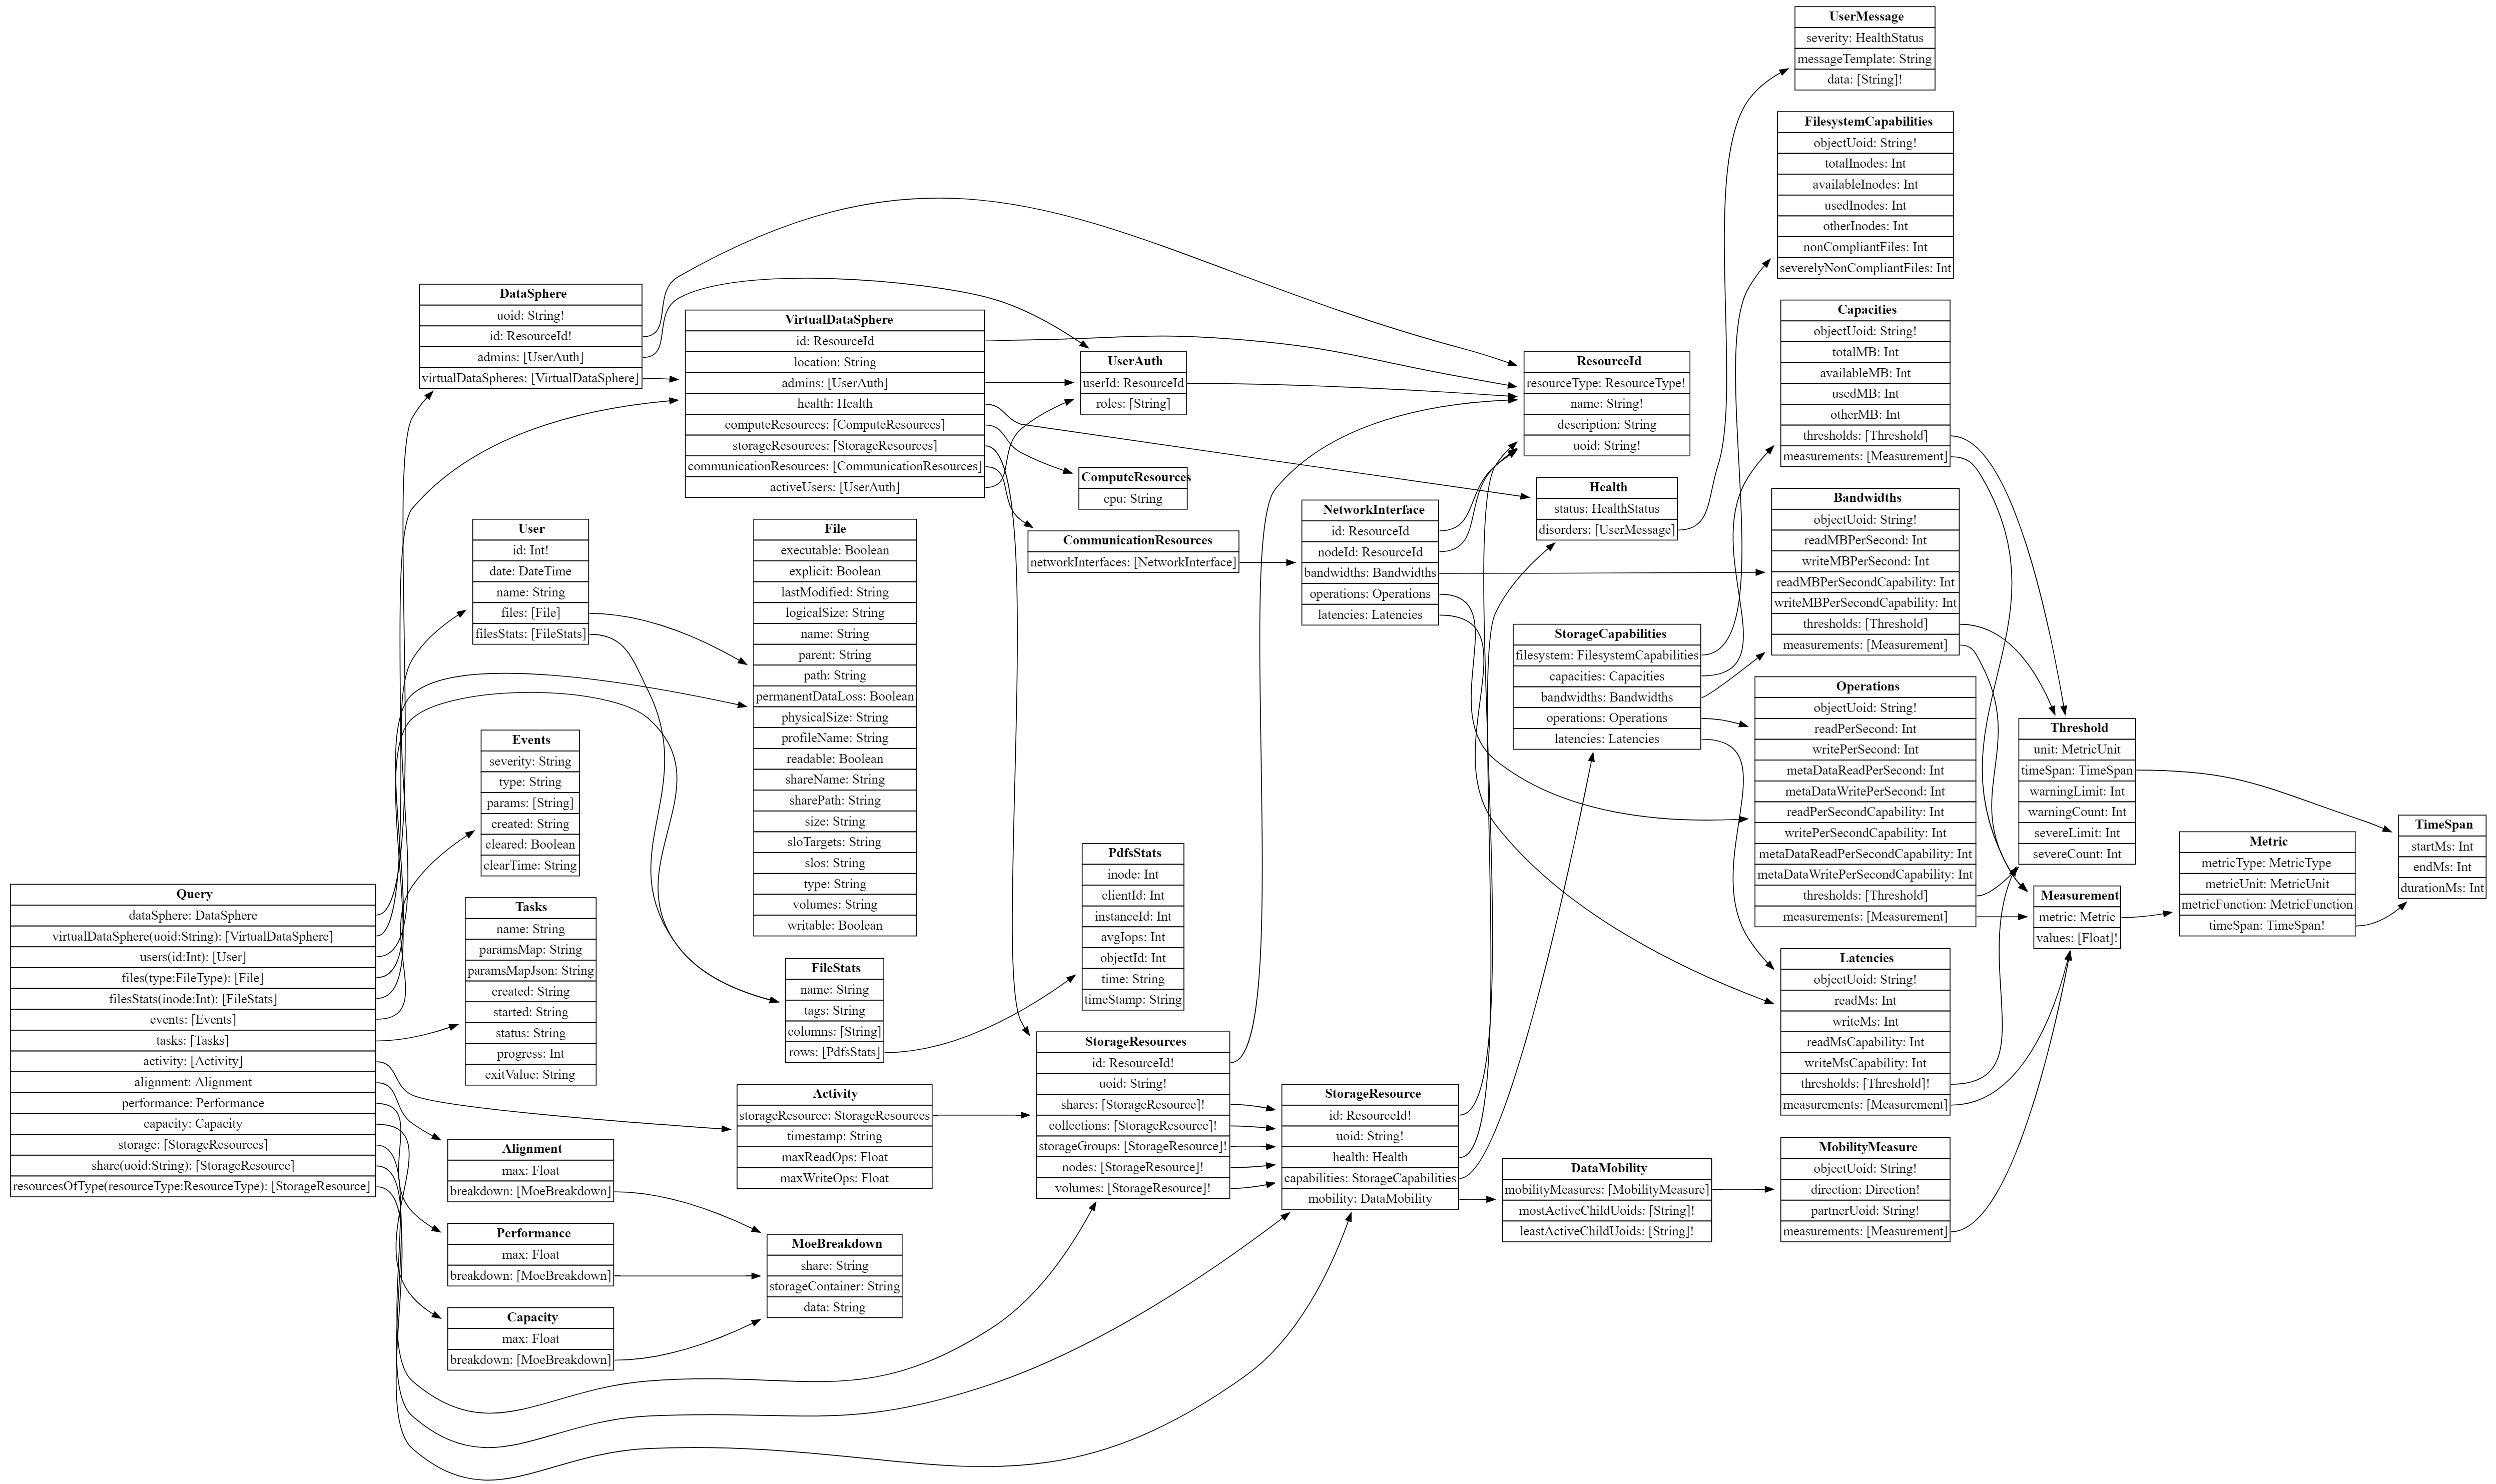 Query
dataSphere: DataSphere
virtualDataSphere(uoid:String): [VirtualDataSphere]
users(id:Int): [User]
files(type:FileType): [File]
filesStats(inode:Int): [FileStats]
events: [Events]
tasks: [Tasks]
activity: [Activity]
alignment: Alignment
performance: Performance
capacity: Capacity
storage: [StorageResources]
share(uoid:String): [StorageResource]
resourcesOfType(resourceType:ResourceType): [StorageResource]
DataSphere
uoid: String!
id: ResourceId!
admins: [UserAuth]
virtualDataSpheres: [VirtualDataSphere]
User
id: Int!
date: DateTime
name: String
files: [File]
filesStats: [FileStats]
Events
severity: String
type: String
params: [String]
created: String
cleared: Boolean
clearTime: String
Tasks
name: String
paramsMap: String
paramsMapJson: String
created: String
started: String
status: String
progress: Int
exitValue: String
Alignment
max: Float
breakdown: [MoeBreakdown]
Performance
max: Float
breakdown: [MoeBreakdown]
Capacity
max: Float
breakdown: [MoeBreakdown]
VirtualDataSphere
id: ResourceId
location: String
admins: [UserAuth]
health: Health
computeResources: [ComputeResources]
storageResources: [StorageResources]
communicationResources: [CommunicationResources]
activeUsers: [UserAuth]
File
executable: Boolean
explicit: Boolean
lastModified: String
logicalSize: String
name: String
parent: String
path: String
permanentDataLoss: Boolean
physicalSize: String
profileName: String
readable: Boolean
shareName: String
sharePath: String
size: String
sloTargets: String
slos: String
type: String
volumes: String
writable: Boolean
FileStats
name: String
tags: String
columns: [String]
rows: [PdfsStats]
Activity
storageResource: StorageResources
timestamp: String
maxReadOps: Float
maxWriteOps: Float
MoeBreakdown
share: String
storageContainer: String
data: String
UserAuth
userId: ResourceId
roles: [String]
ComputeResources
cpu: String
CommunicationResources
networkInterfaces: [NetworkInterface]
PdfsStats
inode: Int
clientId: Int
instanceId: Int
avgIops: Int
objectId: Int
time: String
timeStamp: String
StorageResources
id: ResourceId!
uoid: String!
shares: [StorageResource]!
collections: [StorageResource]!
storageGroups: [StorageResource]!
nodes: [StorageResource]!
volumes: [StorageResource]!
NetworkInterface
id: ResourceId
nodeId: ResourceId
bandwidths: Bandwidths
operations: Operations
latencies: Latencies
StorageResource
id: ResourceId!
uoid: String!
health: Health
capabilities: StorageCapabilities
mobility: DataMobility
ResourceId
resourceType: ResourceType!
name: String!
description: String
uoid: String!
Health
status: HealthStatus
disorders: [UserMessage]
StorageCapabilities
filesystem: FilesystemCapabilities
capacities: Capacities
bandwidths: Bandwidths
operations: Operations
latencies: Latencies
DataMobility
mobilityMeasures: [MobilityMeasure]
mostActiveChildUoids: [String]!
leastActiveChildUoids: [String]!
UserMessage
severity: HealthStatus
messageTemplate: String
data: [String]!
FilesystemCapabilities
objectUoid: String!
totalInodes: Int
availableInodes: Int
usedInodes: Int
otherInodes: Int
nonCompliantFiles: Int
severelyNonCompliantFiles: Int
Capacities
objectUoid: String!
totalMB: Int
availableMB: Int
usedMB: Int
otherMB: Int
thresholds: [Threshold]
measurements: [Measurement]
Bandwidths
objectUoid: String!
readMBPerSecond: Int
writeMBPerSecond: Int
readMBPerSecondCapability: Int
writeMBPerSecondCapability: Int
thresholds: [Threshold]
measurements: [Measurement]
Operations
objectUoid: String!
readPerSecond: Int
writePerSecond: Int
metaDataReadPerSecond: Int
metaDataWritePerSecond: Int
readPerSecondCapability: Int
writePerSecondCapability: Int
metaDataReadPerSecondCapability: Int
metaDataWritePerSecondCapability: Int
thresholds: [Threshold]
measurements: [Measurement]
Latencies
objectUoid: String!
readMs: Int
writeMs: Int
readMsCapability: Int
writeMsCapability: Int
thresholds: [Threshold]!
measurements: [Measurement]
MobilityMeasure
objectUoid: String!
direction: Direction!
partnerUoid: String!
measurements: [Measurement]
Threshold
unit: MetricUnit
timeSpan: TimeSpan
warningLimit: Int
warningCount: Int
severeLimit: Int
severeCount: Int
Measurement
metric: Metric
values: [Float]!
Metric
metricType: MetricType
metricUnit: MetricUnit
metricFunction: MetricFunction
timeSpan: TimeSpan!
TimeSpan
startMs: Int
endMs: Int
durationMs: Int